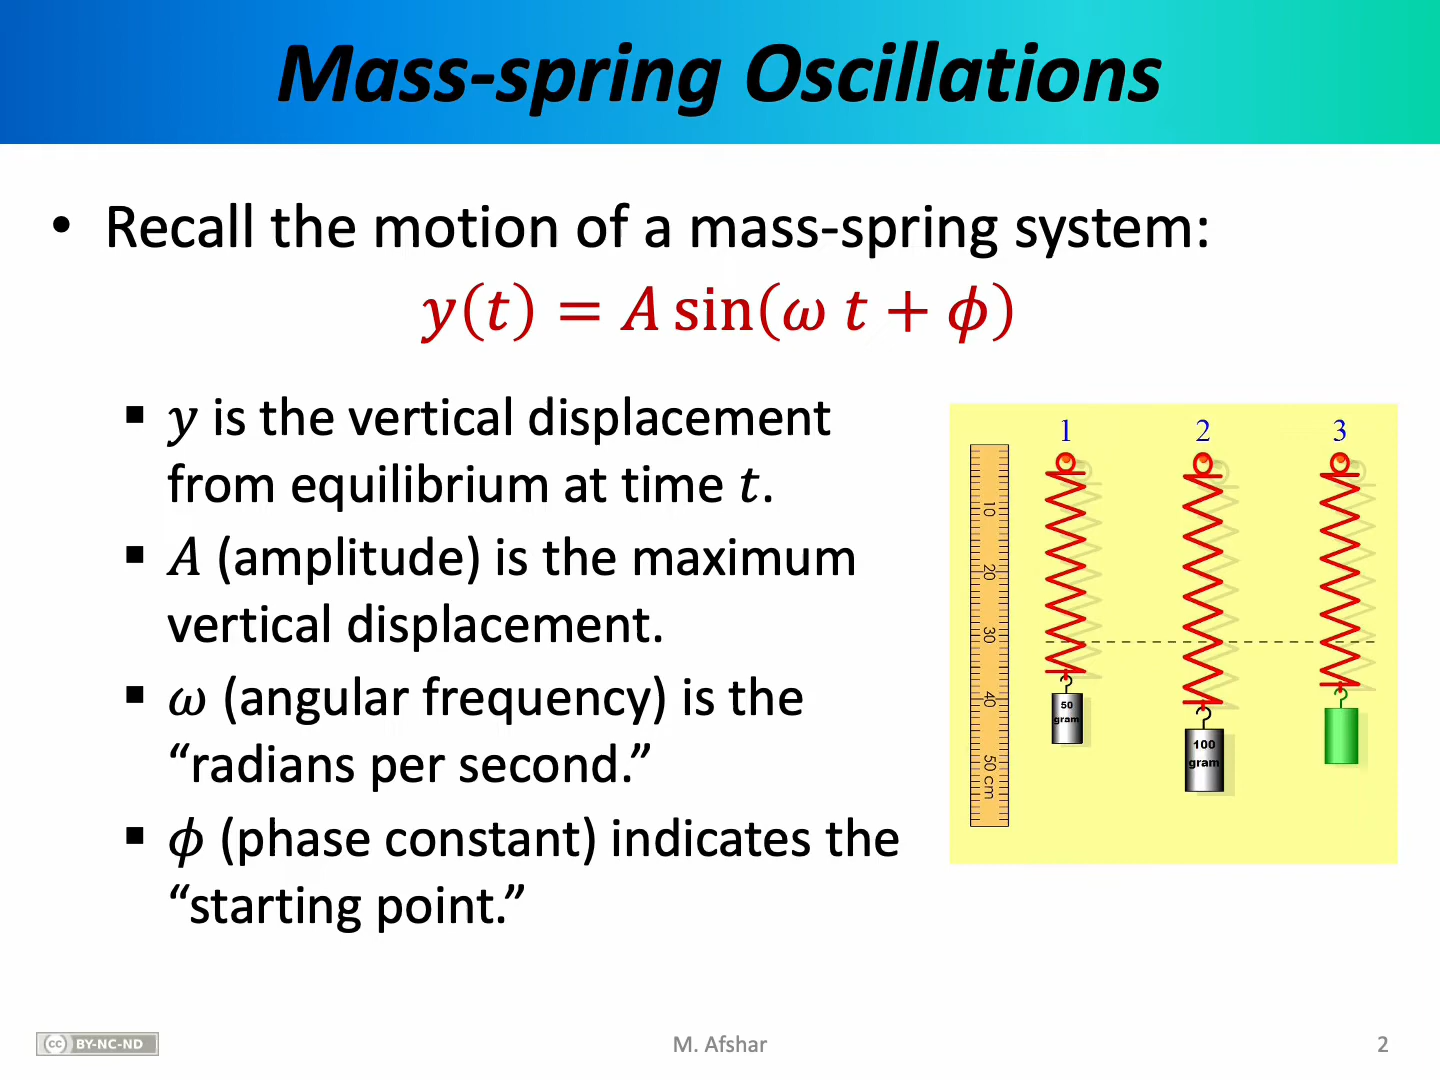 Mass-spring Oscillations
• Recall the motion of a mass-spring system:
y(t) = A sin(ω t + ϕ)
▪ y is the vertical displacement
from equilibrium at time t.
▪ A (amplitude) is the maximum
vertical displacement.
▪ ω (angular frequency) is the
“radians per second.”
▪ ϕ (phase constant) indicates the
“starting point.”
1 2 3
10
20
30
40
50 cm
50
gram
100
gram
cc BY-NC-ND
M. Afshar
2